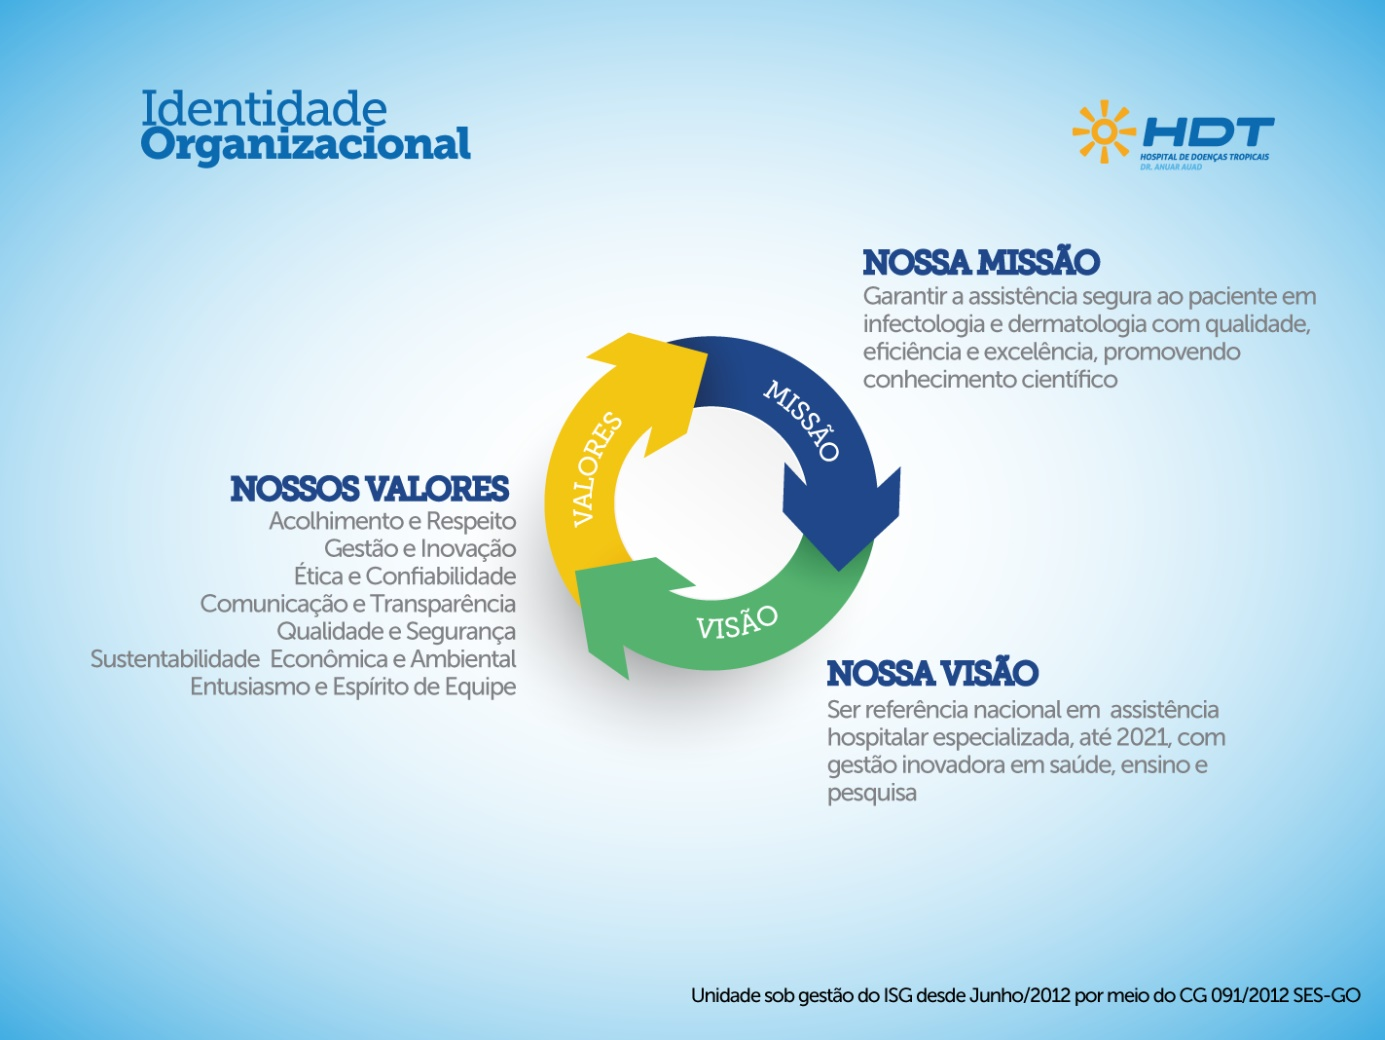 Identidade
Organizacional
HDT
HOSPITAL DE DOENÇAS TROPICAIS
DR. ANUAR AUAD
NOSSA MISSÃO
Garantir a assistência segura ao paciente em
infectologia e dermatologia com qualidade,
eficiência e excelência, promovendo
conhecimento científico
MISSÃO
VALORES
VISÃO
NOSSOS VALORES
Acolhimento e Respeito
Gestão e Inovação
Ética e Confiabilidade
Comunicação e Transparência
Qualidade e Segurança
Sustentabilidade Econômica e Ambiental
Entusiasmo e Espírito de Equipe
NOSSA VISÃO
Ser referência nacional em assistência
hospitalar especializada, até 2021, com
gestão inovadora em saúde, ensino e
pesquisa
Unidade sob gestão do ISG desde Junho/2012 por meio do CG 091/2012 SES-GO